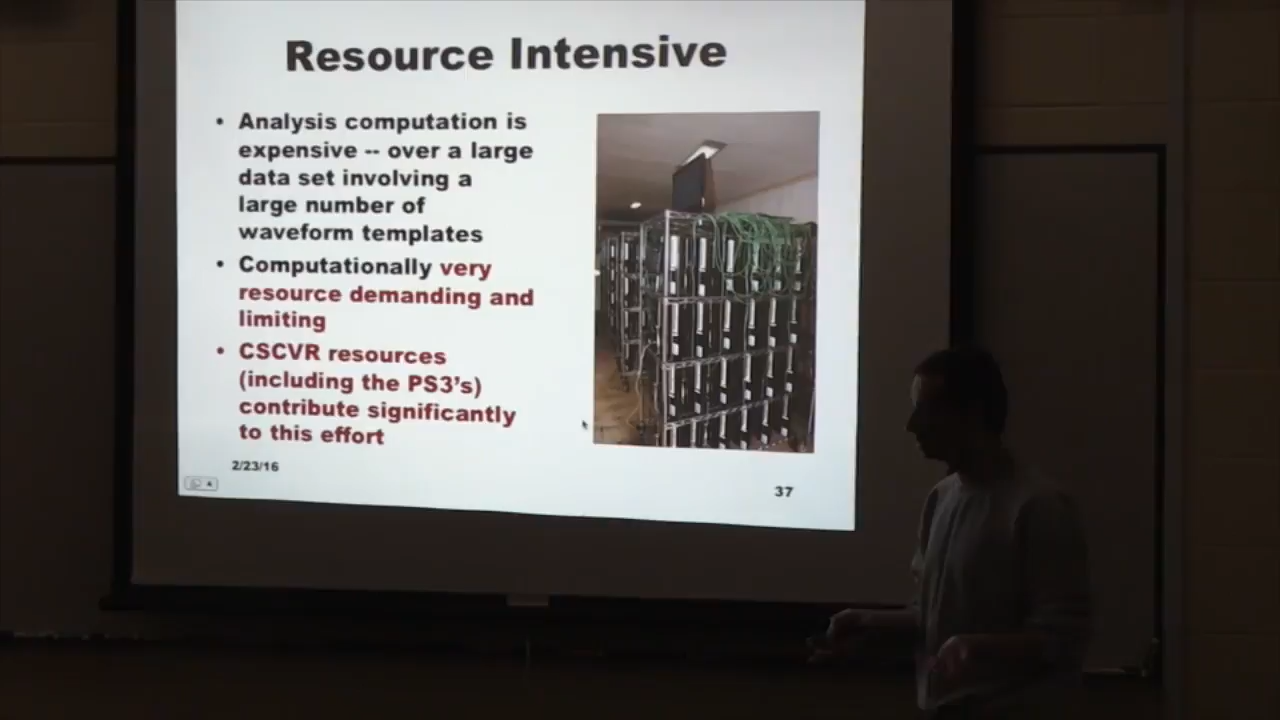 Resource Intensive
• Analysis computation is
expensive -- over a large
data set involving a
large number of
waveform templates
• Computationally very
resource demanding and
limiting
• CSCVR resources
(including the PS3's)
contribute significantly
to this effort
2/23/16
37